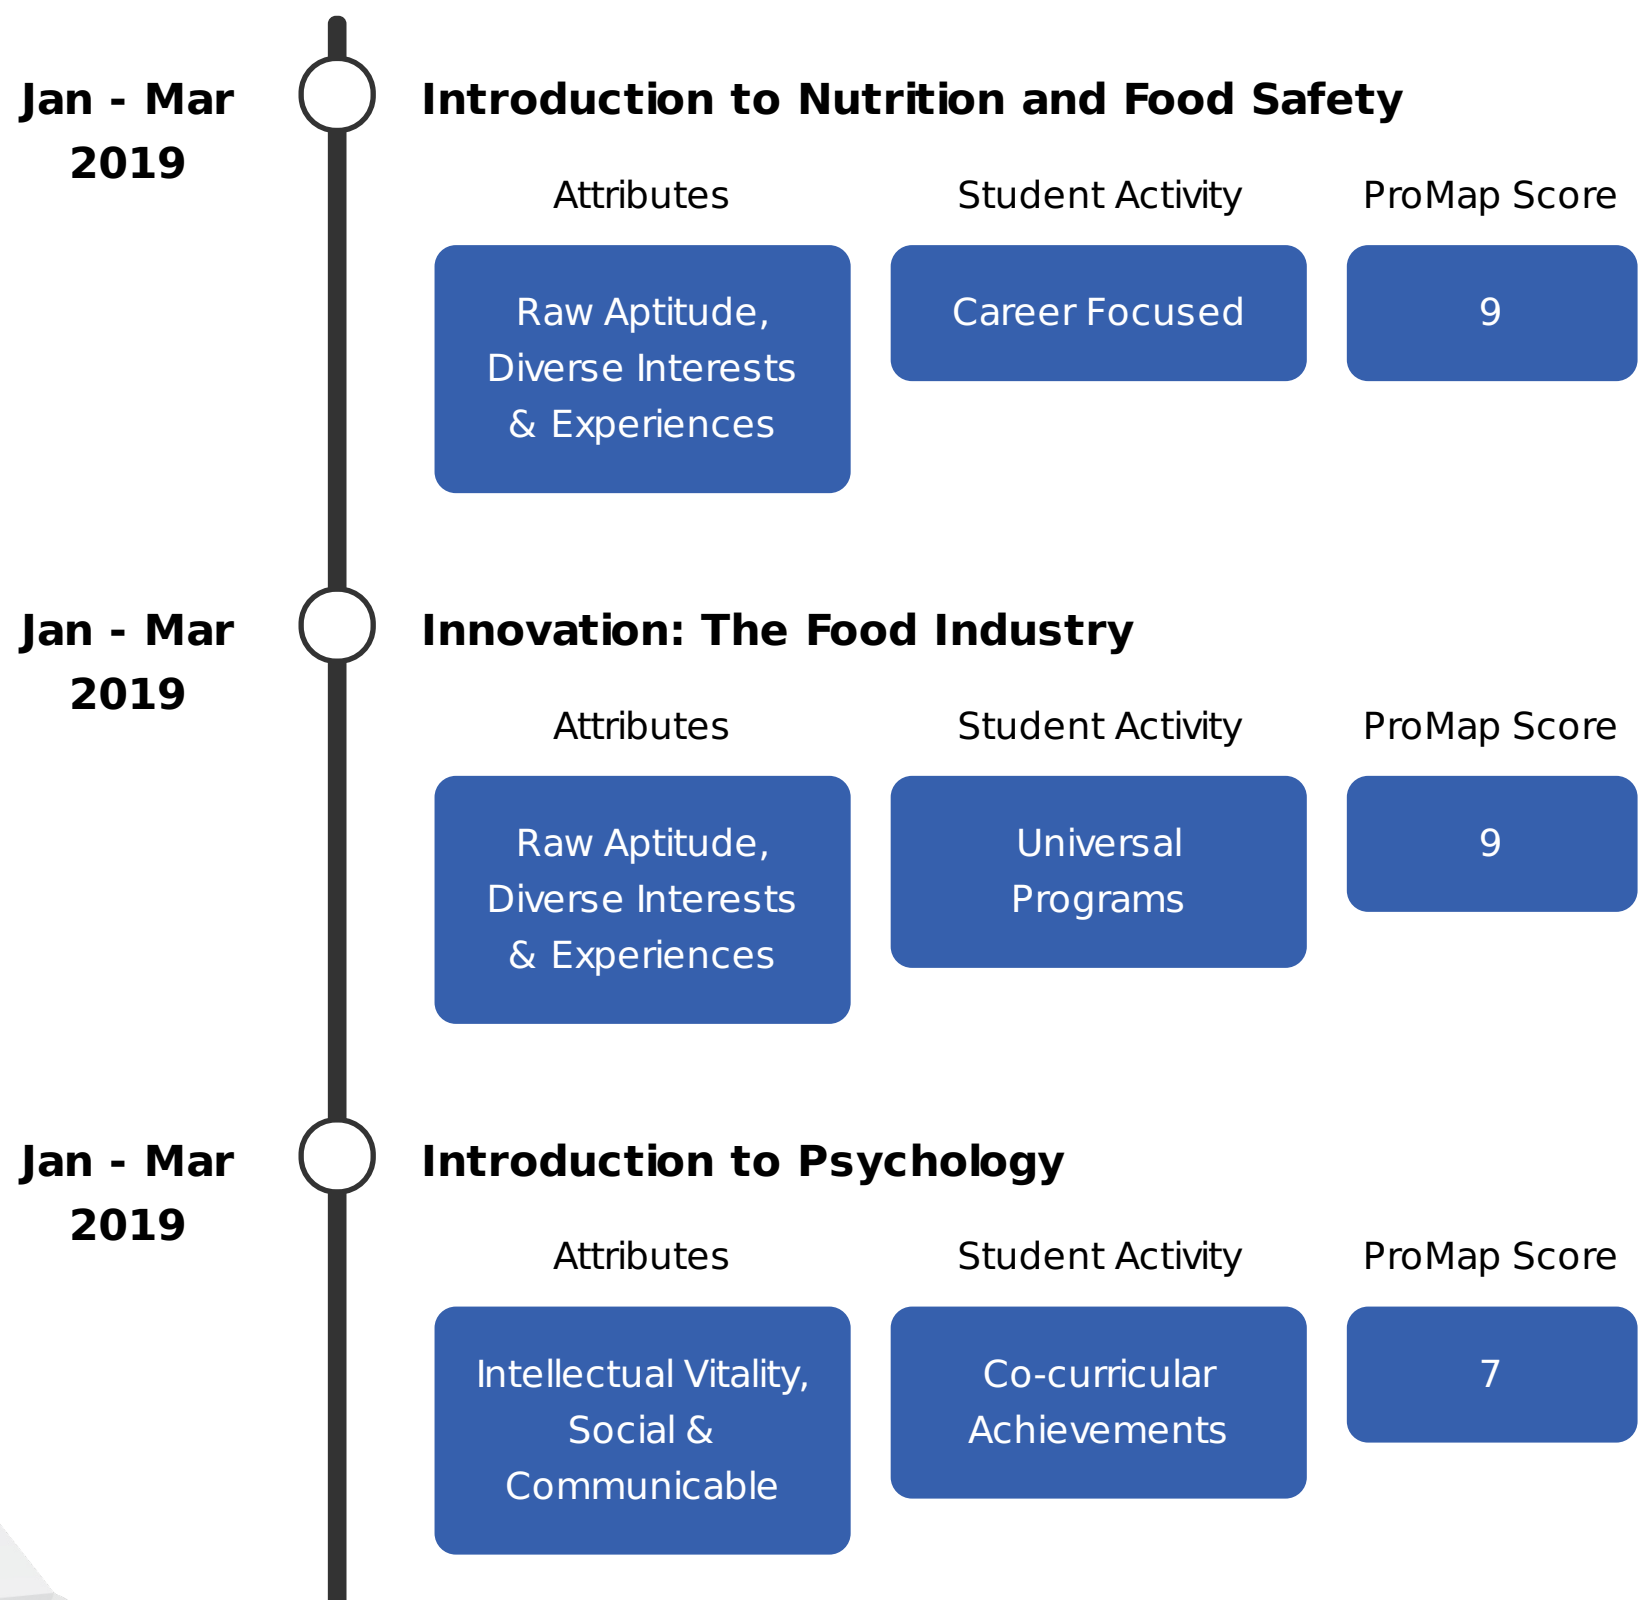 Jan - Mar
2019
Introduction to Nutrition and Food Safety
Attributes
Student Activity
ProMap Score
Raw Aptitude,
Diverse Interests
& Experiences
Career Focused
9
Jan - Mar
2019
Innovation: The Food Industry
Attributes
Student Activity
ProMap Score
Raw Aptitude,
Diverse Interests
& Experiences
Universal
Programs
9
Jan - Mar
2019
Introduction to Psychology
Attributes
Student Activity
ProMap Score
Intellectual Vitality,
Social &
Communicable
Co-curricular
Achievements
7